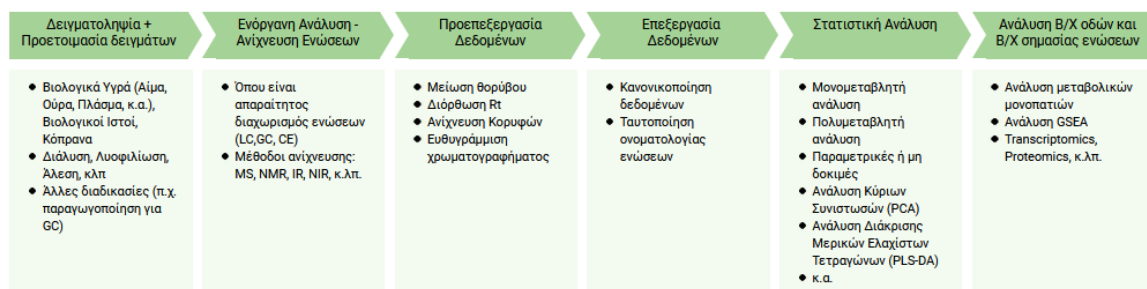 Δειγματοληψία +
Προετοιμασία δειγμάτων
Ενόργανη Ανάλυση -
Ανίχνευση Ενώσεων
Προεπεξεργασία
Δεδομένων
Επεξεργασία
Δεδομένων
Στατιστική Ανάλυση
Ανάλυση Β/Χ οδών και
Β/Χ σημασίας ενώσεων
● Βιολογικά Υγρά (Αίμα,
Ούρα, Πλάσμα, κ.α.),
Βιολογικοί Ιστοί,
Κόπρανα
● Διάλυση, Λυοφιλίωση,
Άλεση, κλπ
● Άλλες διαδικασίες (π.χ.
παραγωγοποίηση για
GC)
● Όπου είναι
απαραίτητος
διαχωρισμός ενώσεων
(LC,GC, CE)
● Μέθοδοι ανίχνευσης:
MS, NMR, IR, NIR, κ.λπ.
● Μείωση θορύβου
● Διόρθωση Rt
● Ανίχνευση Κορυφών
● Ευθυγράμμιση
χρωματογραφήματος
● Κανονικοποίηση
δεδομένων
● Ταυτοποίηση
ονοματολογίας
ενώσεων
● Μονομεταβλητή
ανάλυση
● Πολυμεταβλητή
ανάλυση
● Παραμετρικές ή μη
δοκιμές
● Ανάλυση Κύριων
Συνιστωσών (PCA)
● Ανάλυση Διάκρισης
Μερικών Ελαχίστων
Τετραγώνων (PLS-DA)
● κ.α.
● Ανάλυση μεταβολικών
μονοπατιών
● Ανάλυση GSEA
● Transcriptomics,
Proteomics, κ.λπ.